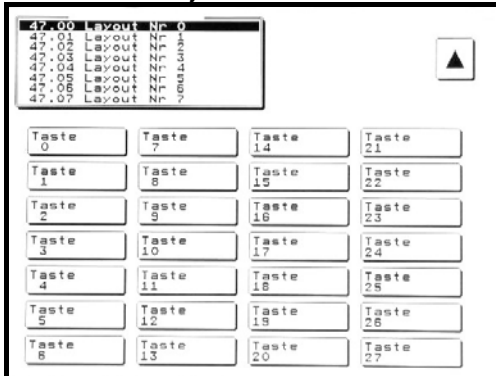 47.00 Layout Nr 0
47.01 Layout Nr 1
47.02 Layout Nr 2
47.03 Layout Nr 3
47.04 Layout Nr 4
47.05 Layout Nr 5
47.06 Layout Nr 6
47.07 Layout Nr 7
Taste
0
Taste
7
Taste
14
Taste
21
Taste
1
Taste
8
Taste
15
Taste
22
Taste
2
Taste
9
Taste
16
Taste
23
Taste
3
Taste
10
Taste
17
Taste
24
Taste
4
Taste
11
Taste
18
Taste
25
Taste
5
Taste
12
Taste
19
Taste
26
Taste
6
Taste
13
Taste
20
Taste
27